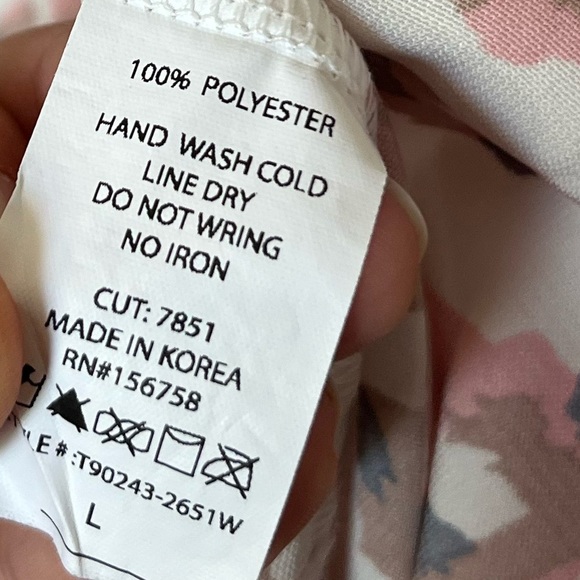 100% POLYESTER
HAND WASH COLD
LINE DRY
DO NOT WRING
NO IRON
CUT: 7851
MADE IN KOREA
RN#156758
#:T90243-2651W
L